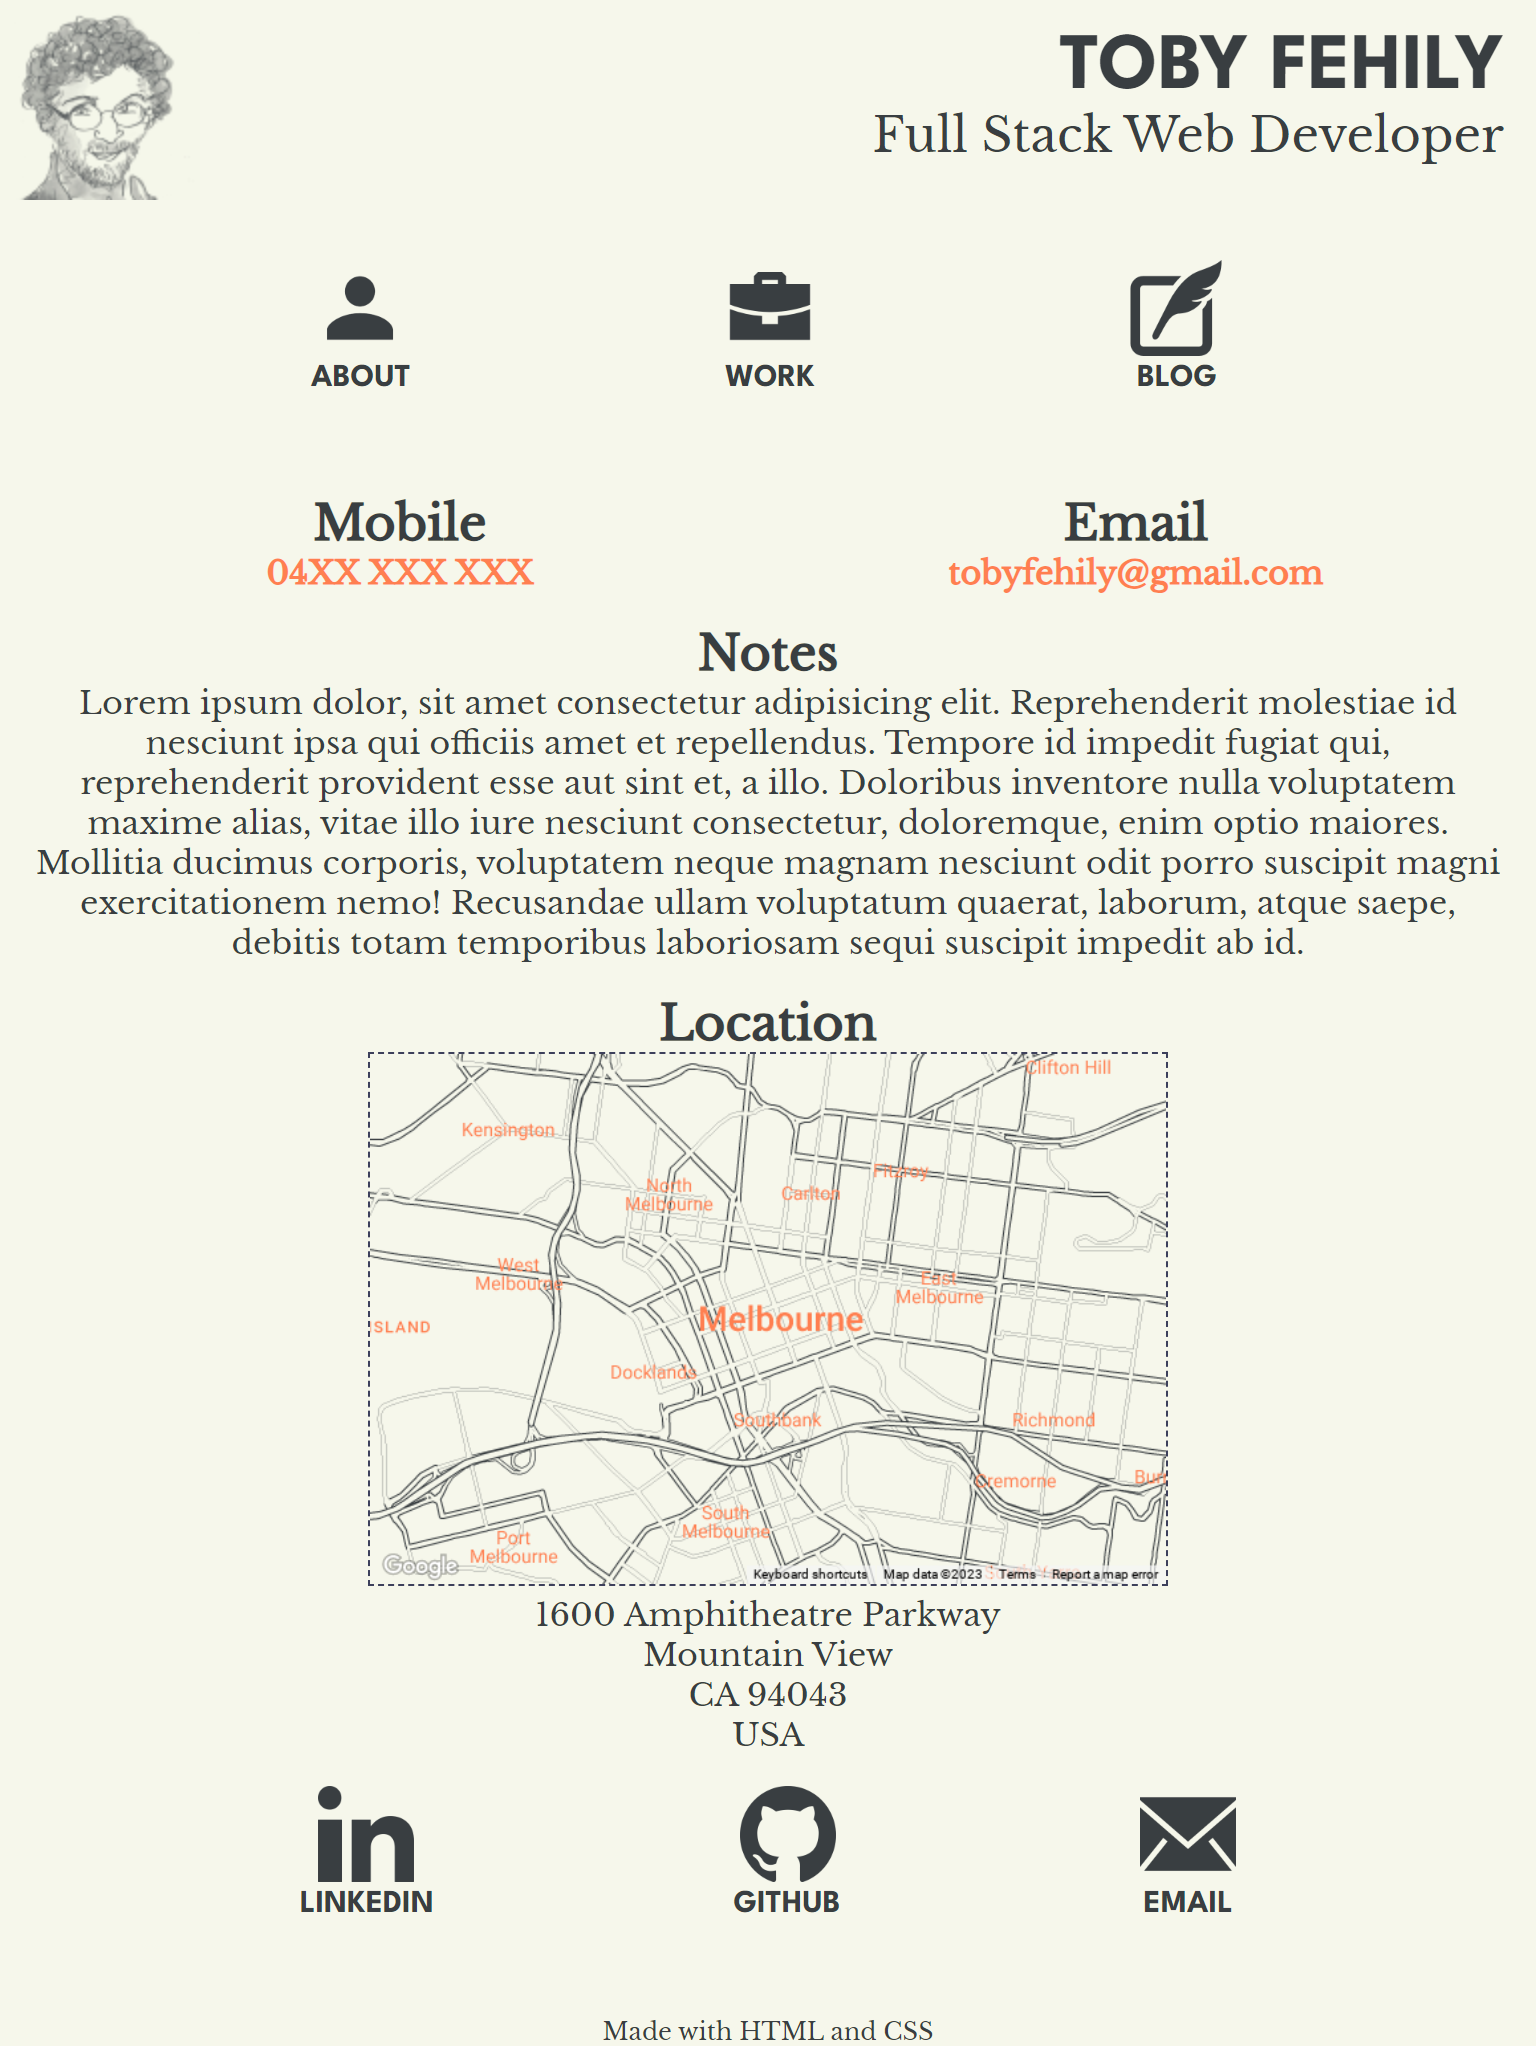 TOBY FEHILY
Full Stack Web Developer
ABOUT
WORK
BLOG
Mobile
04XX XXX XXX
Email
tobyfehily@gmail.com
Notes
Lorem ipsum dolor, sit amet consectetur adipisicing elit. Reprehenderit molestiae id
nesciunt ipsa qui officiis amet et repellendus. Tempore id impedit fugiat qui,
reprehenderit provident esse aut sint et, a illo. Doloribus inventore nulla voluptatem
maxime alias, vitae illo iure nesciunt consectetur, doloremque, enim optio maiores.
Mollitia ducimus corporis, voluptatem neque magnam nesciunt odit porro suscipit magni
exercitationem nemo! Recusandae ullam voluptatum quaerat, laborum, atque saepe,
debitis totam temporibus laboriosam sequi suscipit impedit ab id.
Location
Clifton Hill
Kensington
Fitzroy
North
Melbourne
Carlton
West
Melbourne
East
Melbourne
Melbourne
SLAND
Docklands
Southbank
Richmond
Cremorne
Bun
South
Melbourne
Port
Melbourne
Google
Keyboard shortcuts
Map data ©2023
Terms
Report a map error
1600 Amphitheatre Parkway
Mountain View
CA 94043
USA
LINKEDIN
GITHUB
EMAIL
Made with HTML and CSS